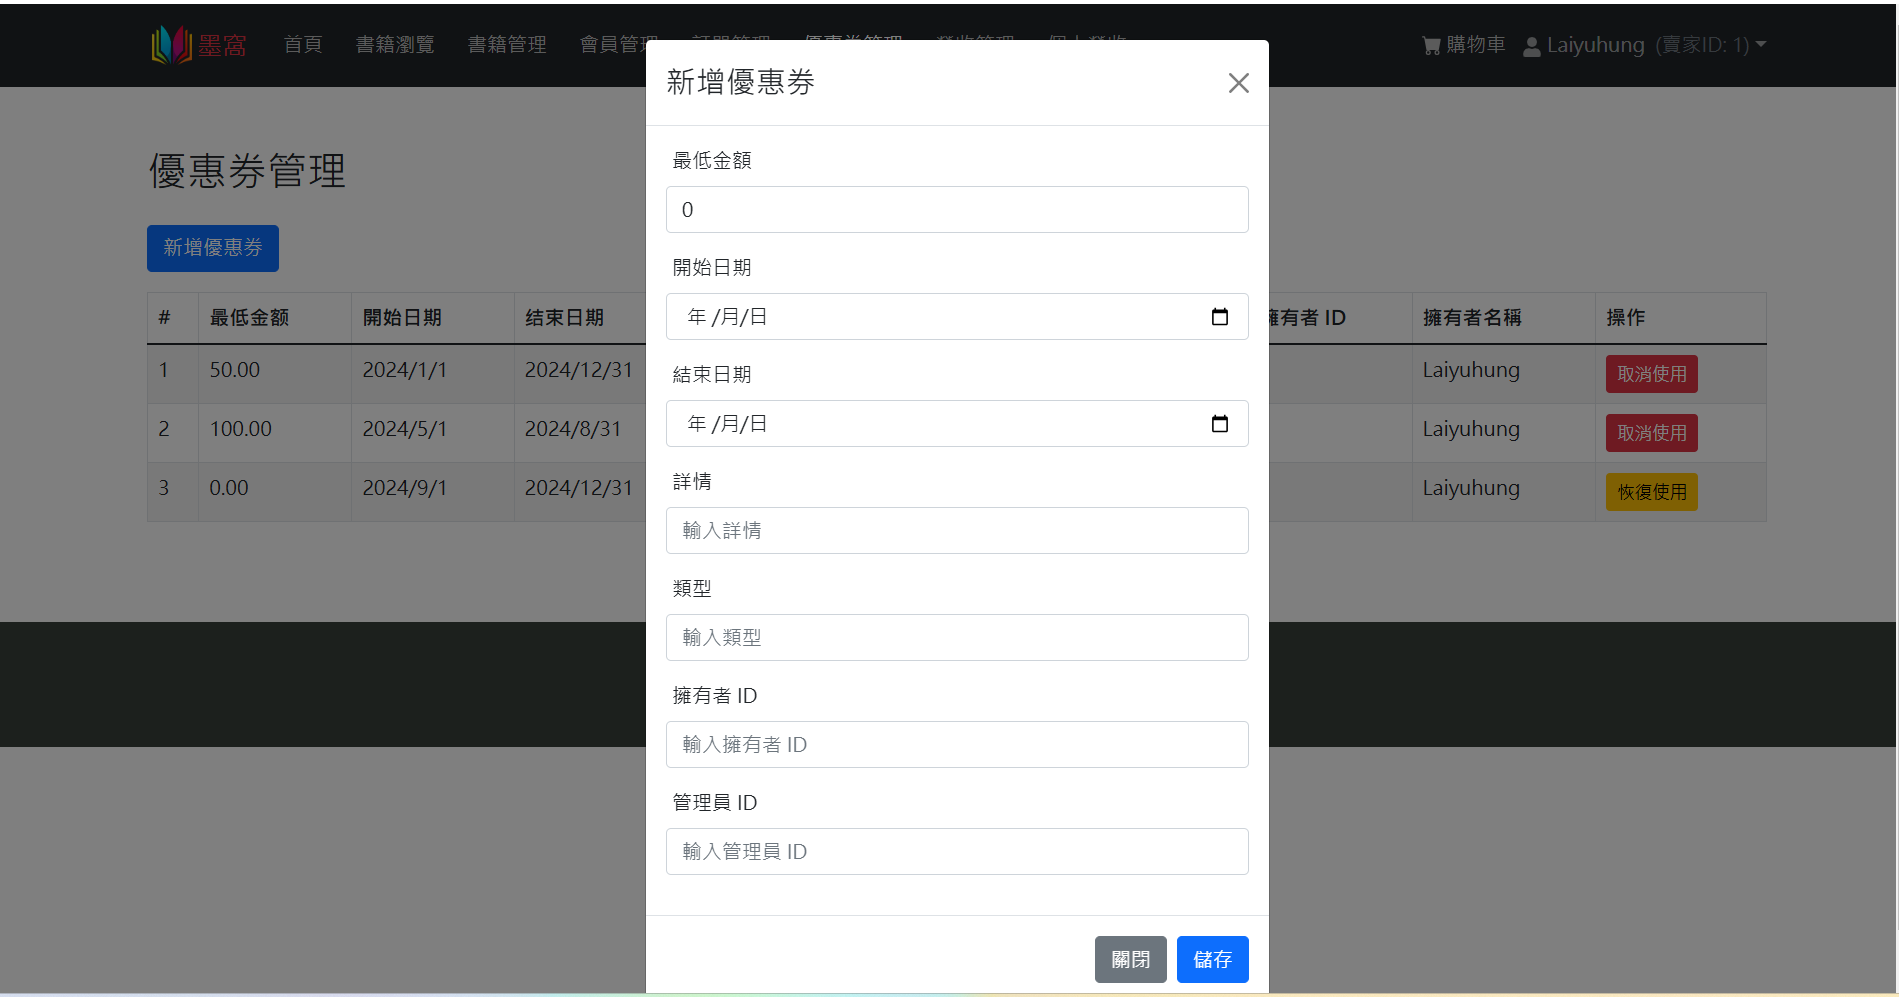 墨窩 首頁 書籍瀏覽 書籍管理 會員管理 購物車 Laiyuhung (賣家ID: 1)
優惠券管理
新增優惠券
# 最低金額 開始日期 结束日期 擁有者 ID 擁有者名稱 操作
1 50.00 2024/1/1 2024/12/31 Laiyuhung 取消使用
2 100.00 2024/5/1 2024/8/31 Laiyuhung 取消使用
3 0.00 2024/9/1 2024/12/31 Laiyuhung 恢復使用
新增優惠券
最低金額
0
開始日期
年 /月/日
結束日期
年 /月/日
詳情
輸入詳情
類型
輸入類型
擁有者 ID
輸入擁有者 ID
管理員 ID
輸入管理員 ID
關閉 儲存